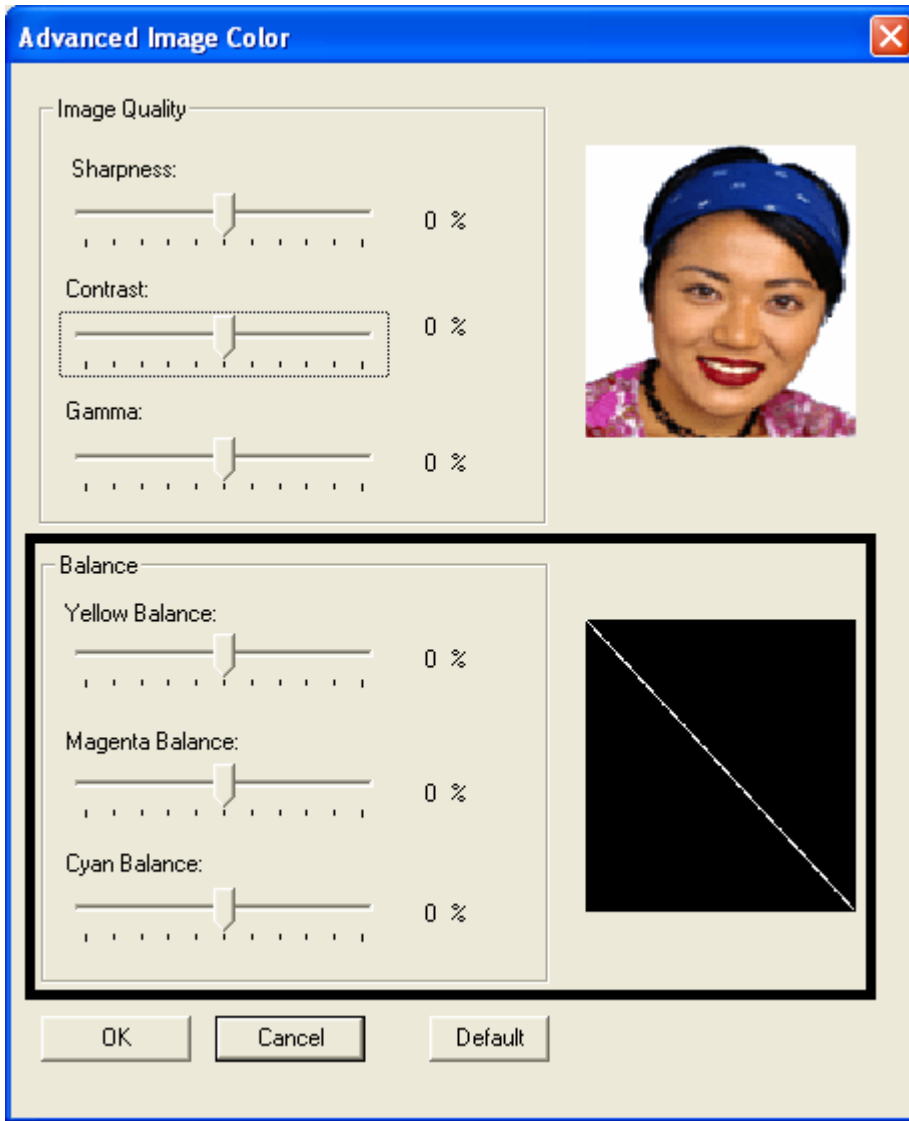 Advanced Image Color
Image Quality
Sharpness:
0 %
Contrast:
0 %
Gamma:
0 %
Balance
Yellow Balance:
0 %
Magenta Balance:
0 %
Cyan Balance:
0 %
OK Cancel Default